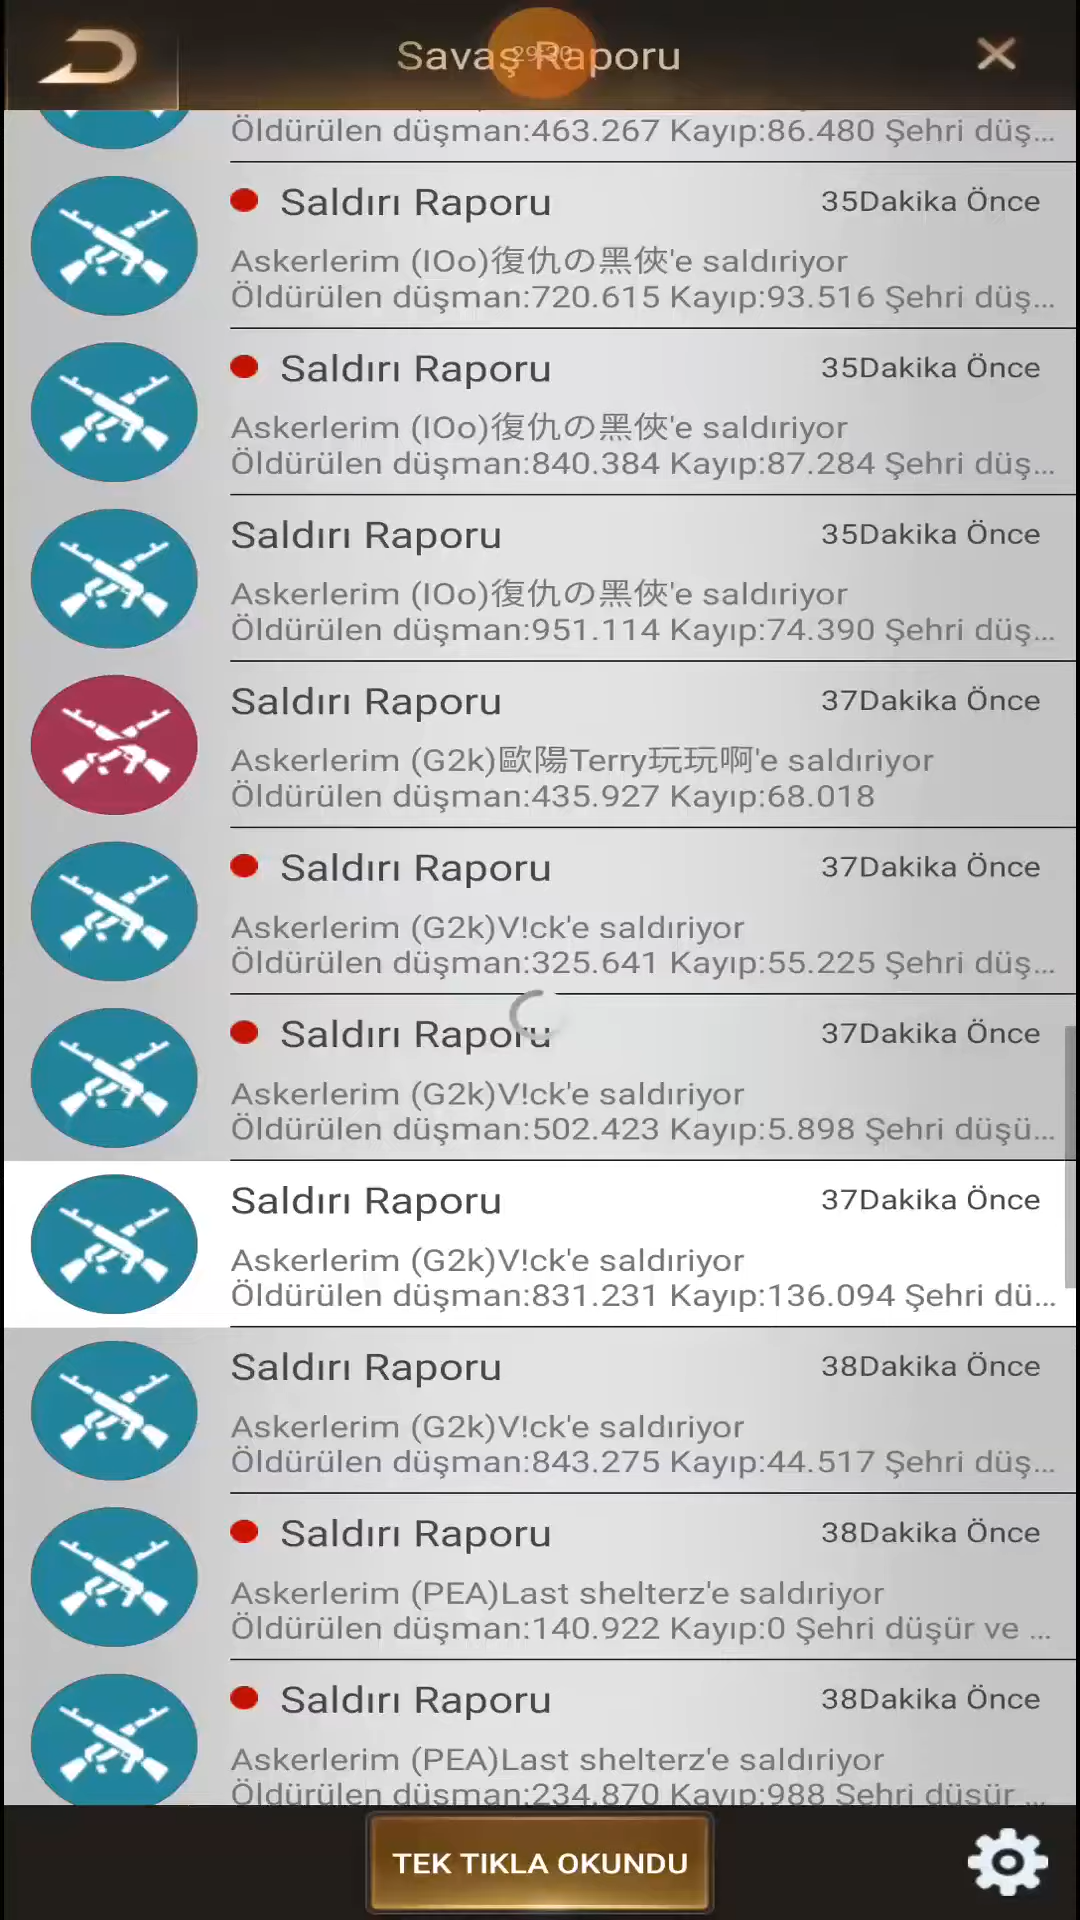 Savaş Raporu
29:30
Öldürülen düşman:463.267 Kayıp:86.480 Şehri düş...
Saldırı Raporu 35Dakika Önce
Askerlerim (IOo)復仇の黑俠'e saldırıyor
Öldürülen düşman:720.615 Kayıp:93.516 Şehri düş...
Saldırı Raporu 35Dakika Önce
Askerlerim (IOo)復仇の黑俠'e saldırıyor
Öldürülen düşman:840.384 Kayıp:87.284 Şehri düş...
Saldırı Raporu 35Dakika Önce
Askerlerim (IOo)復仇の黑俠'e saldırıyor
Öldürülen düşman:951.114 Kayıp:74.390 Şehri düş...
Saldırı Raporu 37Dakika Önce
Askerlerim (G2k)歐陽Terry玩玩啊'e saldırıyor
Öldürülen düşman:435.927 Kayıp:68.018
Saldırı Raporu 37Dakika Önce
Askerlerim (G2k)V!ck'e saldırıyor
Öldürülen düşman:325.641 Kayıp:55.225 Şehri düş...
Saldırı Raporu 37Dakika Önce
Askerlerim (G2k)V!ck'e saldırıyor
Öldürülen düşman:502.423 Kayıp:5.898 Şehri düşü...
Saldırı Raporu 37Dakika Önce
Askerlerim (G2k)V!ck'e saldırıyor
Öldürülen düşman:831.231 Kayıp:136.094 Şehri dü...
Saldırı Raporu 38Dakika Önce
Askerlerim (G2k)V!ck'e saldırıyor
Öldürülen düşman:843.275 Kayıp:44.517 Şehri düş...
Saldırı Raporu 38Dakika Önce
Askerlerim (PEA)Last shelterz'e saldırıyor
Öldürülen düşman:140.922 Kayıp:0 Şehri düşür ve ...
Saldırı Raporu 38Dakika Önce
Askerlerim (PEA)Last shelterz'e saldırıyor
Öldürülen düşman:234.870 Kayıp:988 Şehri düşür ...
TEK TIKLA OKUNDU